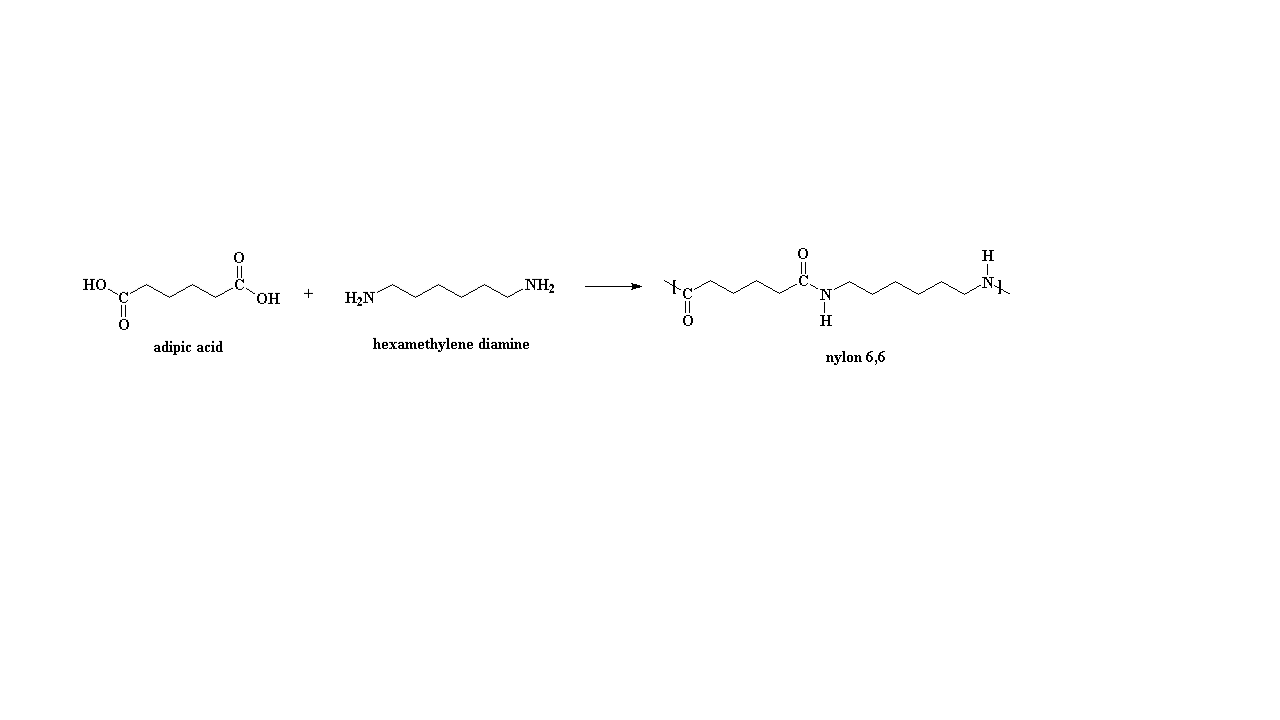 O
HO
C
O
C
OH
adipic acid
+
H₂N
NH₂
hexamethylene diamine
C
O
O
C
N
H
H
N
nylon 6,6